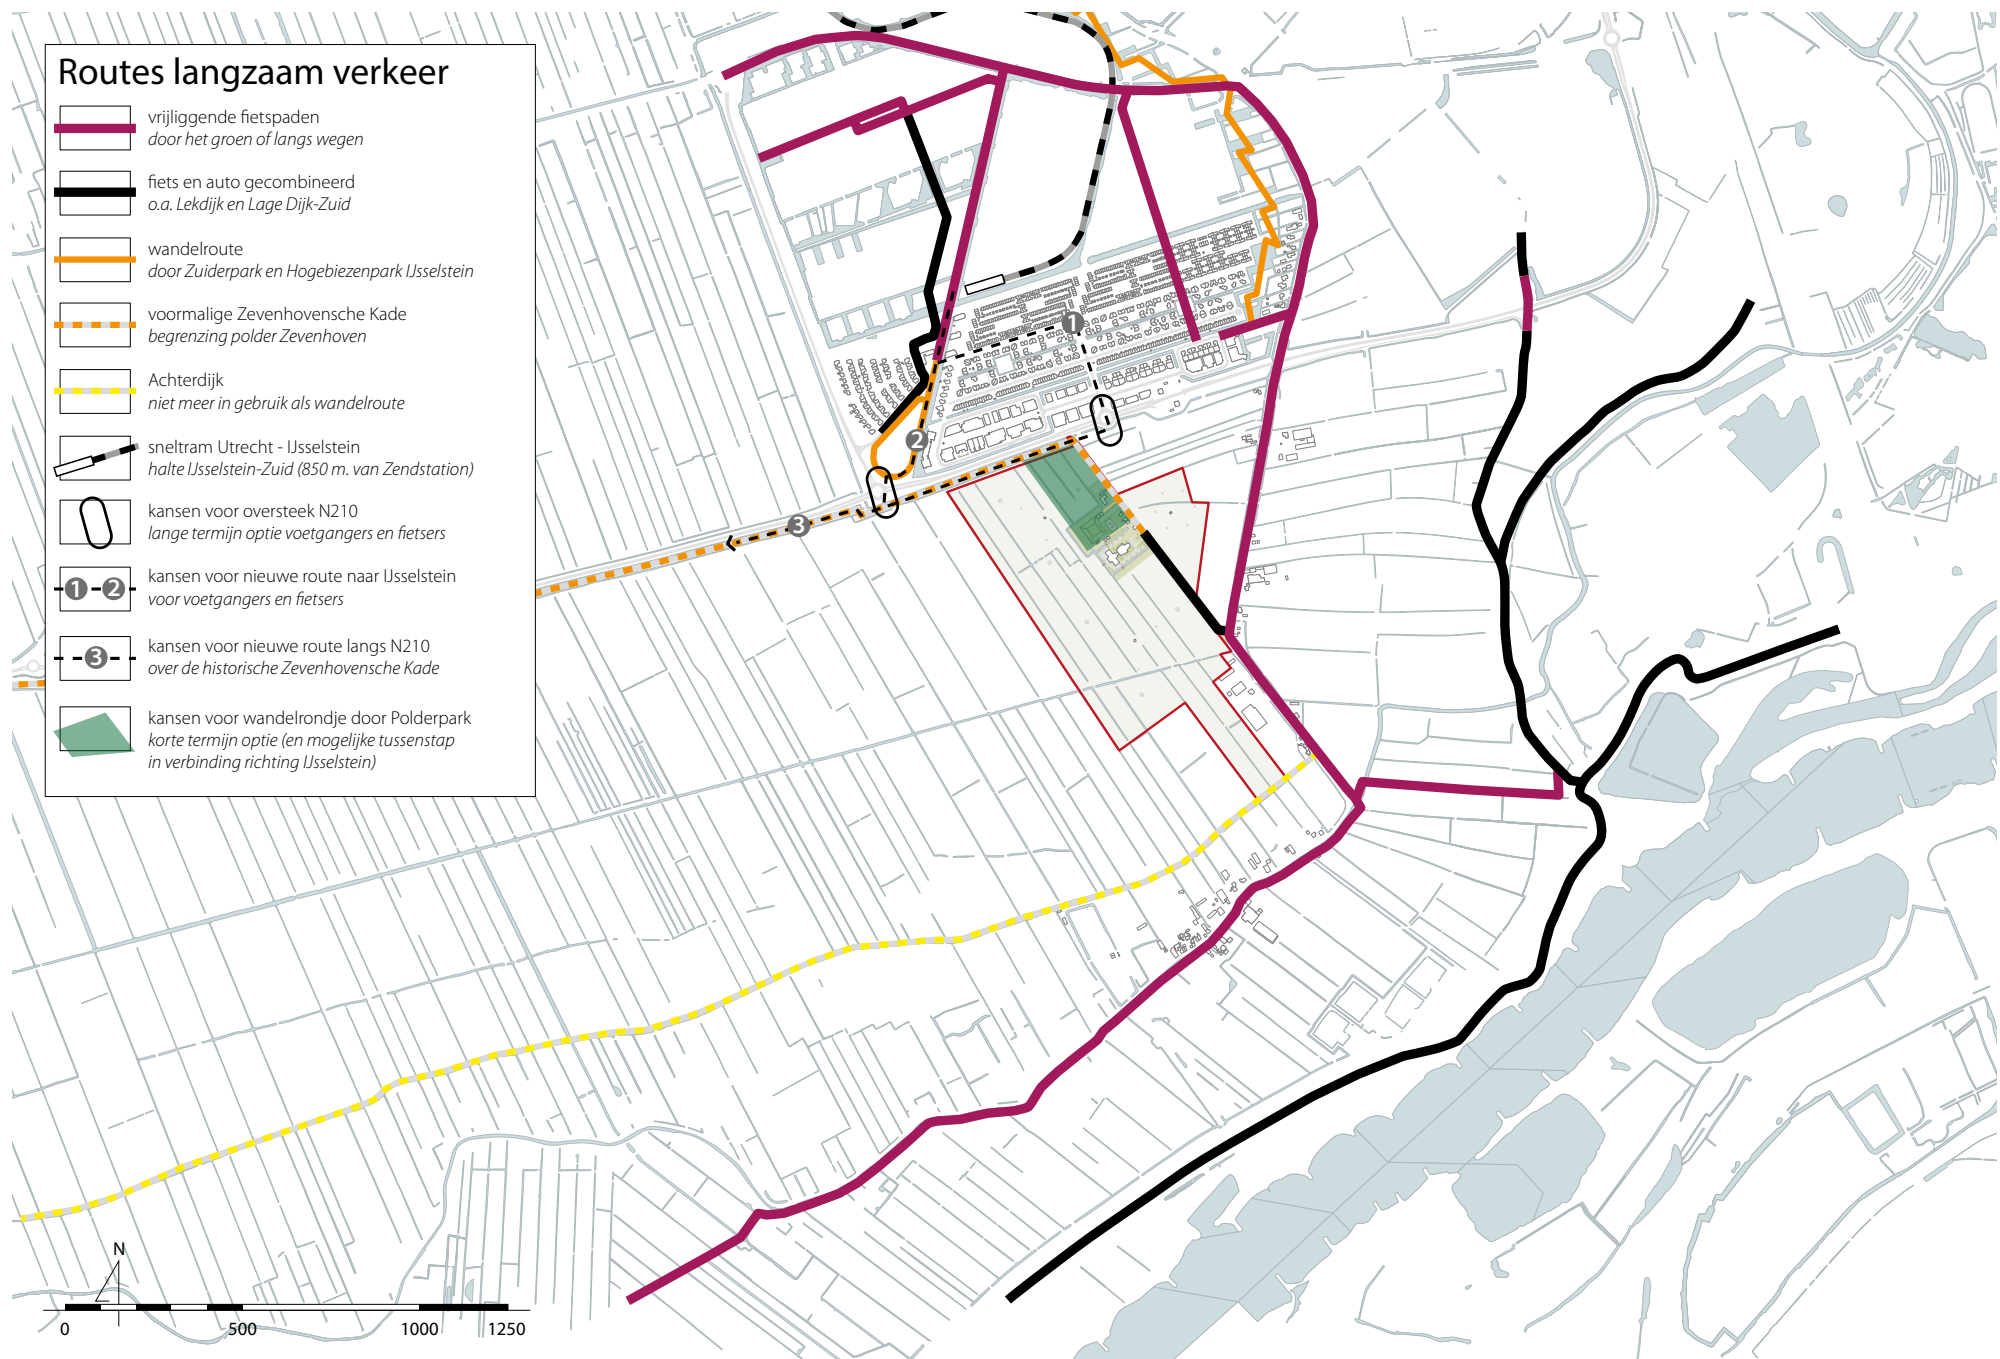 Routes langzaam verkeer
vrijliggende fietspaden
door het groen of langs wegen
fiets en auto gecombineerd
o.a. Lekdijk en Lage Dijk-Zuid
wandelroute
door Zuiderpark en Hogebiezenpark IJsselstein
voormalige Zevenhovensche Kade
begrenzing polder Zevenhoven
Achterdijk
niet meer in gebruik als wandelroute
sneltram Utrecht - IJsselstein
halte IJsselstein-Zuid (850 m. van Zendstation)
kansen voor oversteek N210
lange termijn optie voetgangers en fietsers
1 2 kansen voor nieuwe route naar IJsselstein
voor voetgangers en fietsers
3 kansen voor nieuwe route langs N210
over de historische Zevenhovensche Kade
kansen voor wandelrondje door Polderpark
korte termijn optie (en mogelijke tussenstap
in verbinding richting IJsselstein)
1
2
3
N
0 500 1000 1250